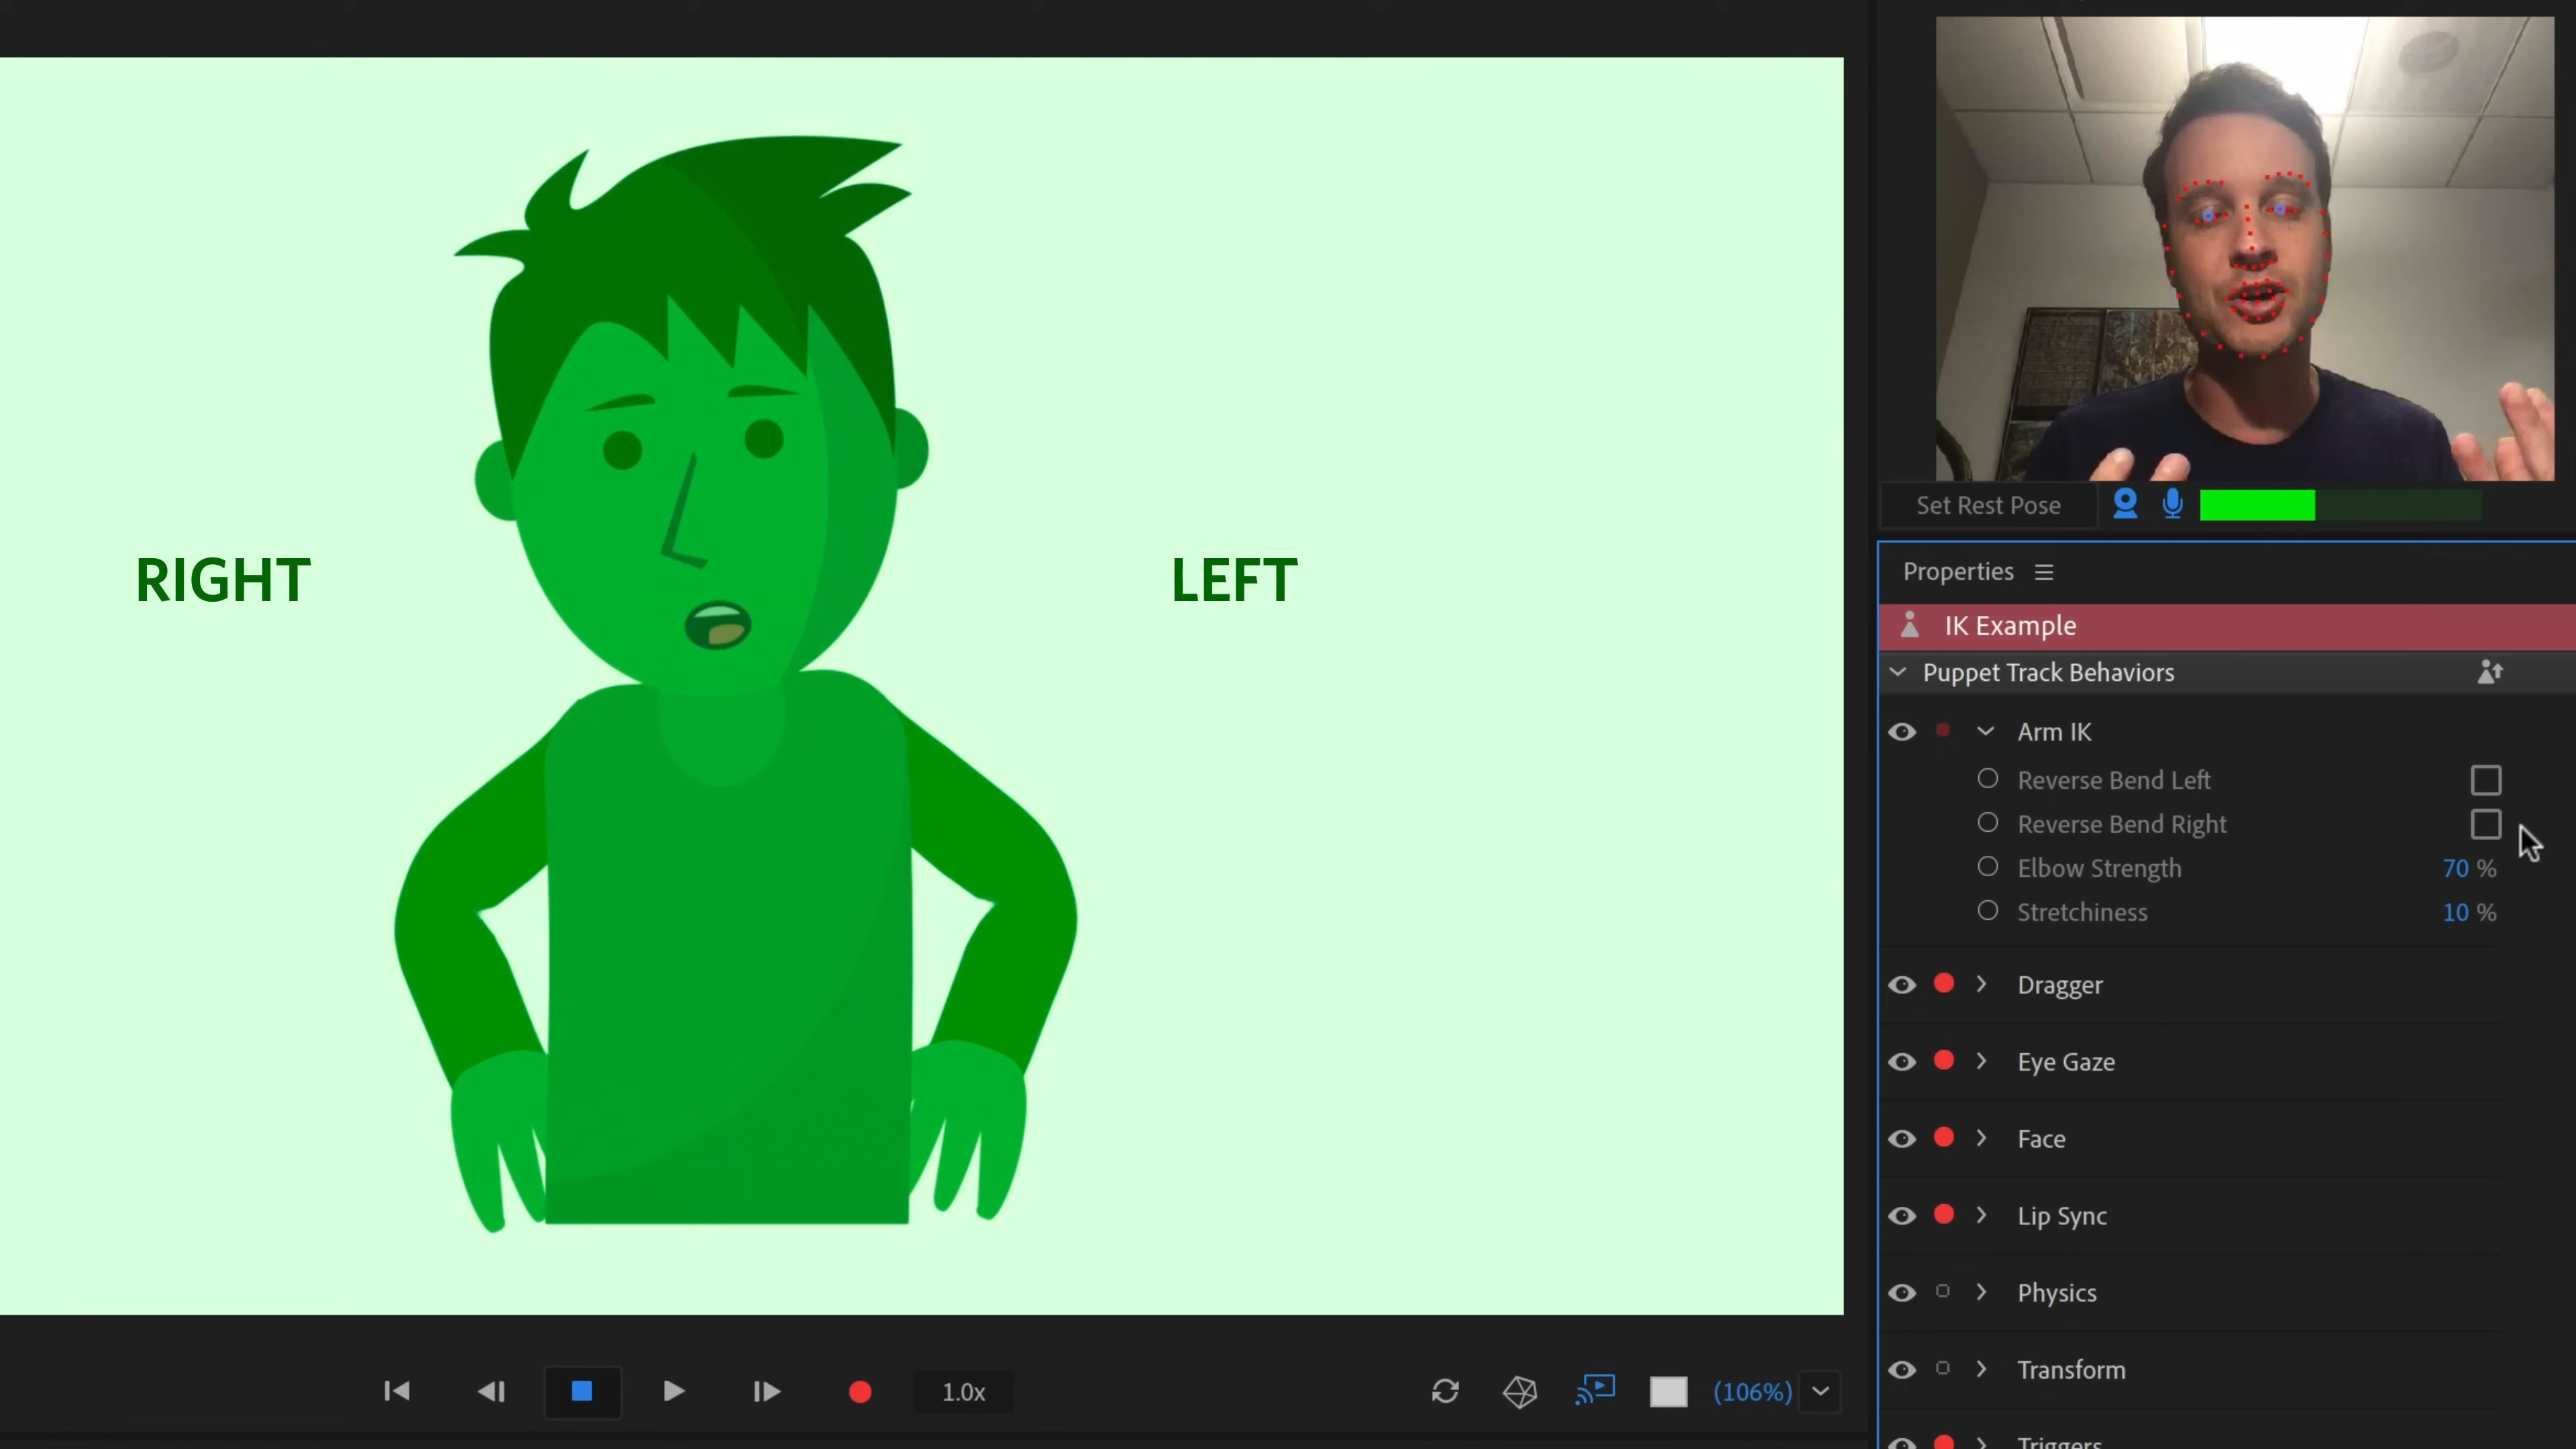 RIGHT
LEFT
Set Rest Pose
Properties
IK Example
Puppet Track Behaviors
Arm IK
Reverse Bend Left
Reverse Bend Right
Elbow Strength 70 %
Stretchiness 10 %
Dragger
Eye Gaze
Face
Lip Sync
Physics
Transform
Triggers
1.0x
(106%)